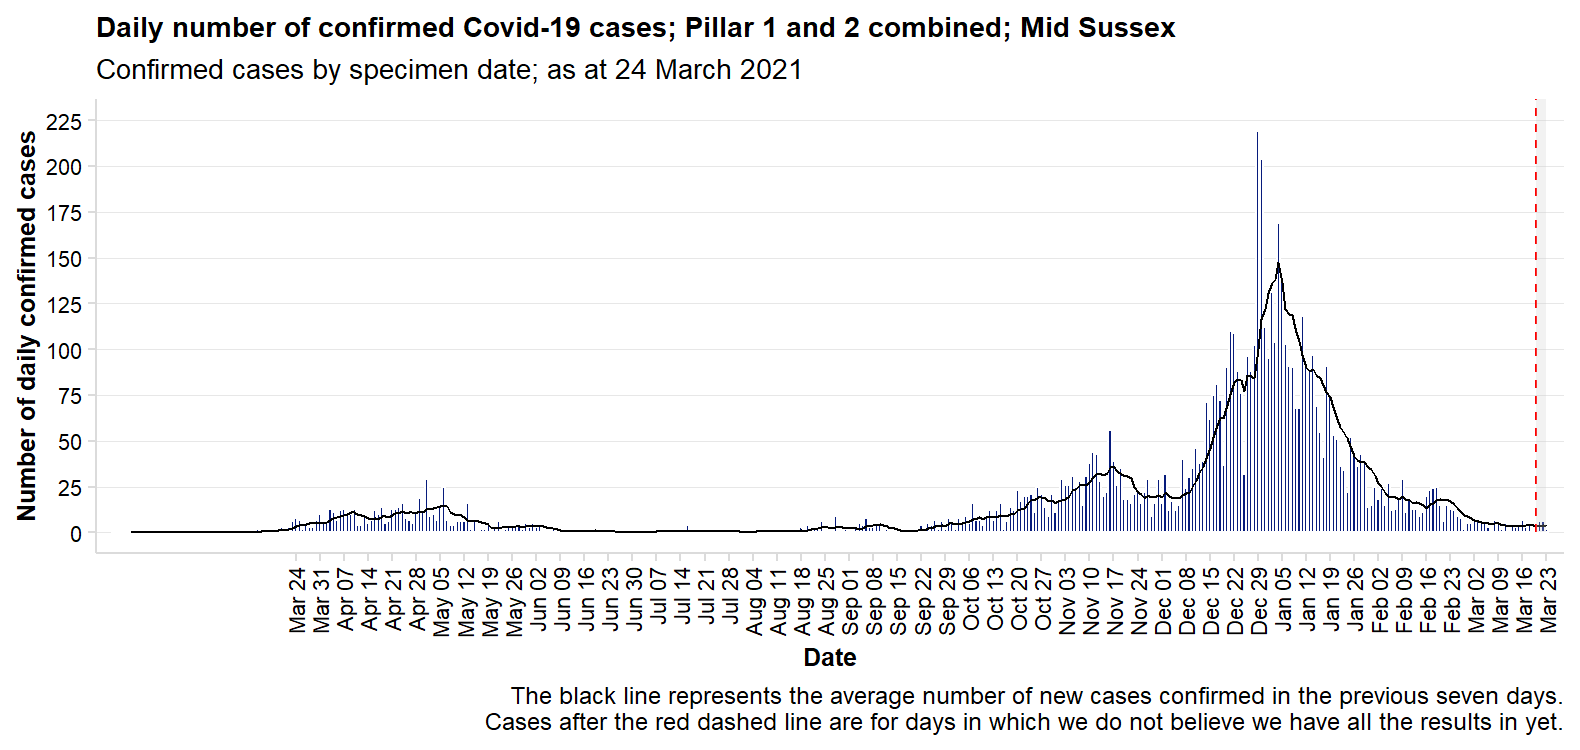 Daily number of confirmed Covid-19 cases; Pillar 1 and 2 combined; Mid Sussex
Confirmed cases by specimen date; as at 24 March 2021
Number of daily confirmed cases
225
200
175
150
125
100
75
50
25
0
Mar 24
Mar 31
Apr 07
Apr 14
Apr 21
Apr 28
May 05
May 12
May 19
May 26
Jun 02
Jun 09
Jun 16
Jun 23
Jun 30
Jul 07
Jul 14
Jul 21
Jul 28
Aug 04
Aug 11
Aug 18
Aug 25
Sep 01
Sep 08
Sep 15
Sep 22
Sep 29
Oct 06
Oct 13
Oct 20
Oct 27
Nov 03
Nov 10
Nov 17
Nov 24
Dec 01
Dec 08
Dec 15
Dec 22
Dec 29
Jan 05
Jan 12
Jan 19
Jan 26
Feb 02
Feb 09
Feb 16
Feb 23
Mar 02
Mar 09
Mar 16
Mar 23
Date
The black line represents the average number of new cases confirmed in the previous seven days.
Cases after the red dashed line are for days in which we do not believe we have all the results in yet.